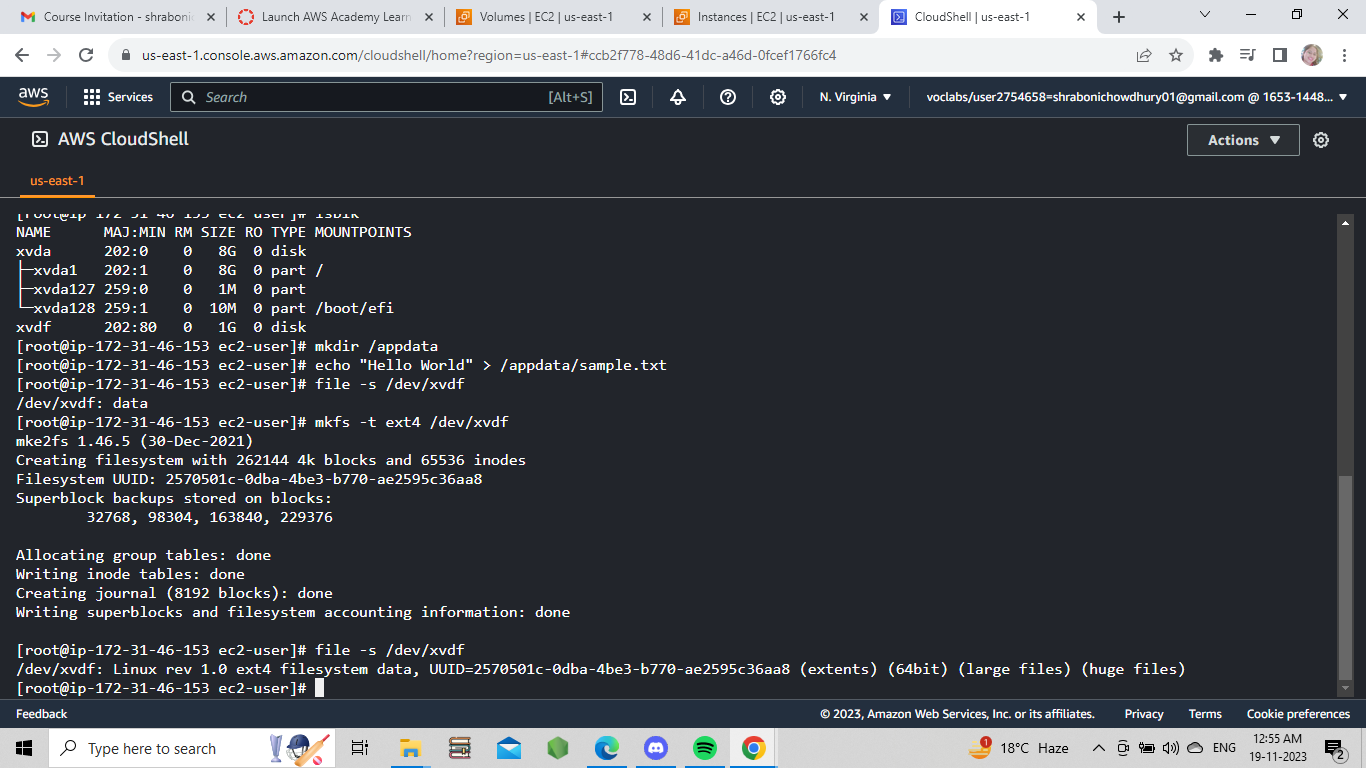 Course Invitation - shrabonic
Launch AWS Academy Learn
Volumes | EC2 | us-east-1
Instances | EC2 | us-east-1
CloudShell | us-east-1
us-east-1.console.aws.amazon.com/cloudshell/home?region=us-east-1#ccb2f778-48d6-41dc-a46d-0fcef1766fc4
aws
Services
Search
[Alt+S]
N. Virginia
voclabs/user2754658=shrabonichowdhury01@gmail.com @ 1653-1448...
AWS CloudShell
Actions
us-east-1
[root@ip-172-31-46-153 ec2-user]# lsblk
NAME MAJ:MIN RM SIZE RO TYPE MOUNTPOINTS
xvda 202:0 0 8G 0 disk
├─xvda1 202:1 0 8G 0 part /
├─xvda127 259:0 0 1M 0 part
└─xvda128 259:1 0 10M 0 part /boot/efi
xvdf 202:80 0 1G 0 disk
[root@ip-172-31-46-153 ec2-user]# mkdir /appdata
[root@ip-172-31-46-153 ec2-user]# echo "Hello World" > /appdata/sample.txt
[root@ip-172-31-46-153 ec2-user]# file -s /dev/xvdf
/dev/xvdf: data
[root@ip-172-31-46-153 ec2-user]# mkfs -t ext4 /dev/xvdf
mke2fs 1.46.5 (30-Dec-2021)
Creating filesystem with 262144 4k blocks and 65536 inodes
Filesystem UUID: 2570501c-0dba-4be3-b770-ae2595c36aa8
Superblock backups stored on blocks:
32768, 98304, 163840, 229376
Allocating group tables: done
Writing inode tables: done
Creating journal (8192 blocks): done
Writing superblocks and filesystem accounting information: done
[root@ip-172-31-46-153 ec2-user]# file -s /dev/xvdf
/dev/xvdf: Linux rev 1.0 ext4 filesystem data, UUID=2570501c-0dba-4be3-b770-ae2595c36aa8 (extents) (64bit) (large files) (huge files)
[root@ip-172-31-46-153 ec2-user]#
Feedback
© 2023, Amazon Web Services, Inc. or its affiliates.
Privacy
Terms
Cookie preferences
Type here to search
1
18°C Haze
ENG
12:55 AM
19-11-2023
2